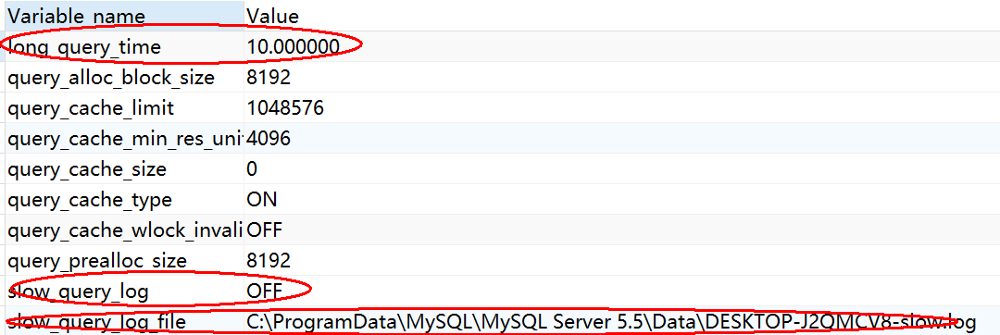 Variable_name Value
long_query_time 10.000000
query_alloc_block_size 8192
query_cache_limit 1048576
query_cache_min_res_uni 4096
query_cache_size 0
query_cache_type ON
query_cache_wlock_invali OFF
query_prealloc_size 8192
slow_query_log OFF
slow_query_log_file C:\ProgramData\MySQL\MySQL Server 5.5\Data\DESKTOP-J2QMCV8-slow.log